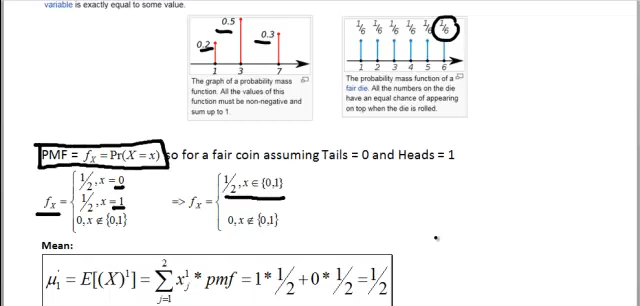 variable is exactly equal to some value.
0.5
0.2
0.3
1 3 7
The graph of a probability mass
function. All the values of this
function must be non-negative and
sum up to 1.
1/6 1/6 1/6 1/6 1/6 1/6
1 2 3 4 5 6
The probability mass function of a
fair die. All the numbers on the die
have an equal chance of appearing
on top when the die is rolled.
PMF = f_X = Pr(X = x) so for a fair coin assuming Tails = 0 and Heads = 1
f_X = { 1/2, x = 0
1/2, x = 1
0, x ∉ {0,1}
=> f_X = { 1/2, x ∈ {0,1}
0, x ∉ {0,1}
Mean:
μ'_1 = E[(X)^1] = ∑_{j=1}^{2} x_j^1 * pmf = 1* 1/2 + 0* 1/2 = 1/2